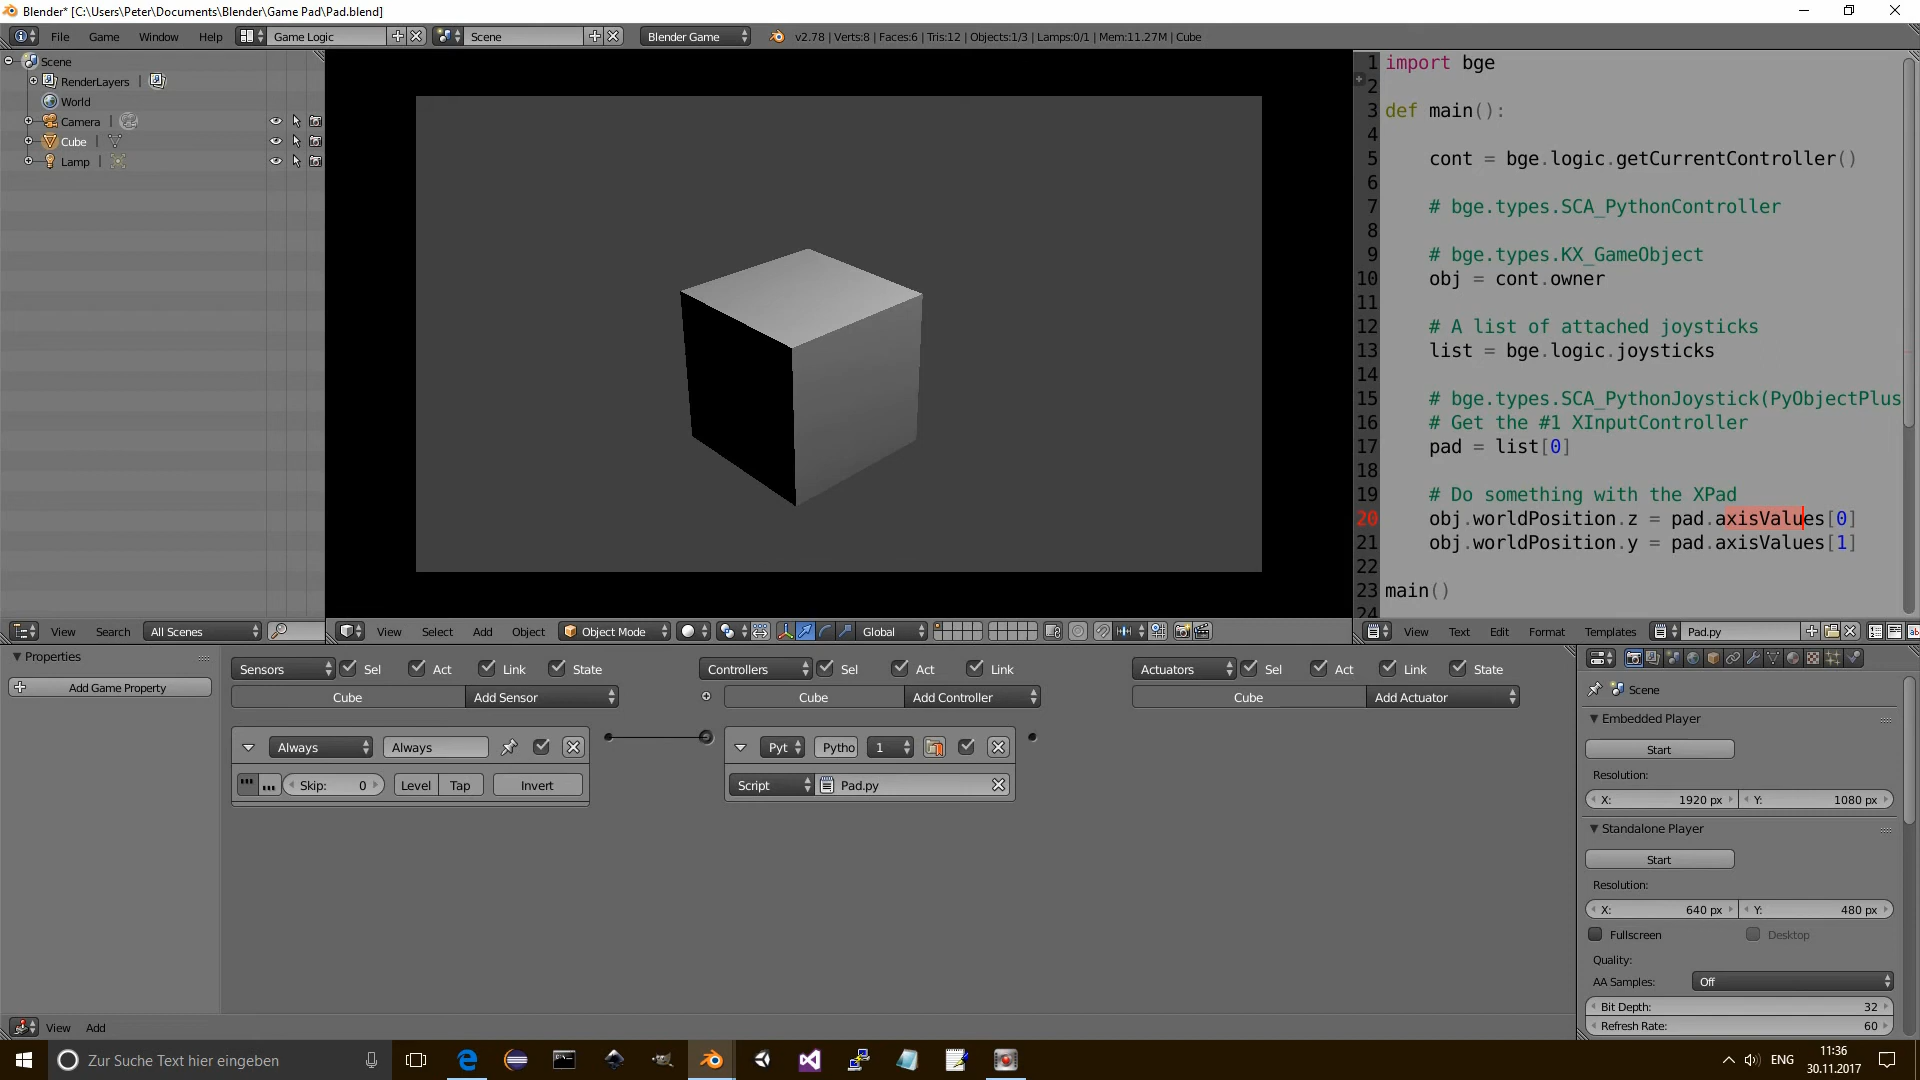 Blender* [C:\Users\Peter\Documents\Blender\Game Pad\Pad.blend]
File Game Window Help Game Logic Scene Blender Game v2.78 | Verts:8 | Faces:6 | Tris:12 | Objects:1/3 | Lamps:0/1 | Mem:11.27M | Cube
Scene
RenderLayers |
World
Camera |
Cube |
Lamp |
1 import bge
2
3 def main():
4
5 cont = bge.logic.getCurrentController()
6
7 # bge.types.SCA_PythonController
8
9 # bge.types.KX_GameObject
10 obj = cont.owner
11
12 # A list of attached joysticks
13 list = bge.logic.joysticks
14
15 # bge.types.SCA_PythonJoystick(PyObjectPlus
16 # Get the #1 XInputController
17 pad = list[0]
18
19 # Do something with the XPad
20 obj.worldPosition.z = pad.axisValues[0]
21 obj.worldPosition.y = pad.axisValues[1]
22
23 main()
24
View Search All Scenes
View Select Add Object Object Mode Global
View Text Edit Format Templates Pad.py
Properties
Add Game Property
Sensors Sel Act Link State
Cube Add Sensor
Always Always
Skip: 0 Level Tap Invert
Controllers Sel Act Link
Cube Add Controller
Pyt Pytho 1
Script Pad.py
Actuators Sel Act Link State
Cube Add Actuator
Scene
Embedded Player
Start
Resolution:
X: 1920 px Y: 1080 px
Standalone Player
Start
Resolution:
X: 640 px Y: 480 px
Fullscreen Desktop
Quality:
AA Samples: Off
Bit Depth: 32
Refresh Rate: 60
View Add
Zur Suche Text hier eingeben
ENG
11:36
30.11.2017